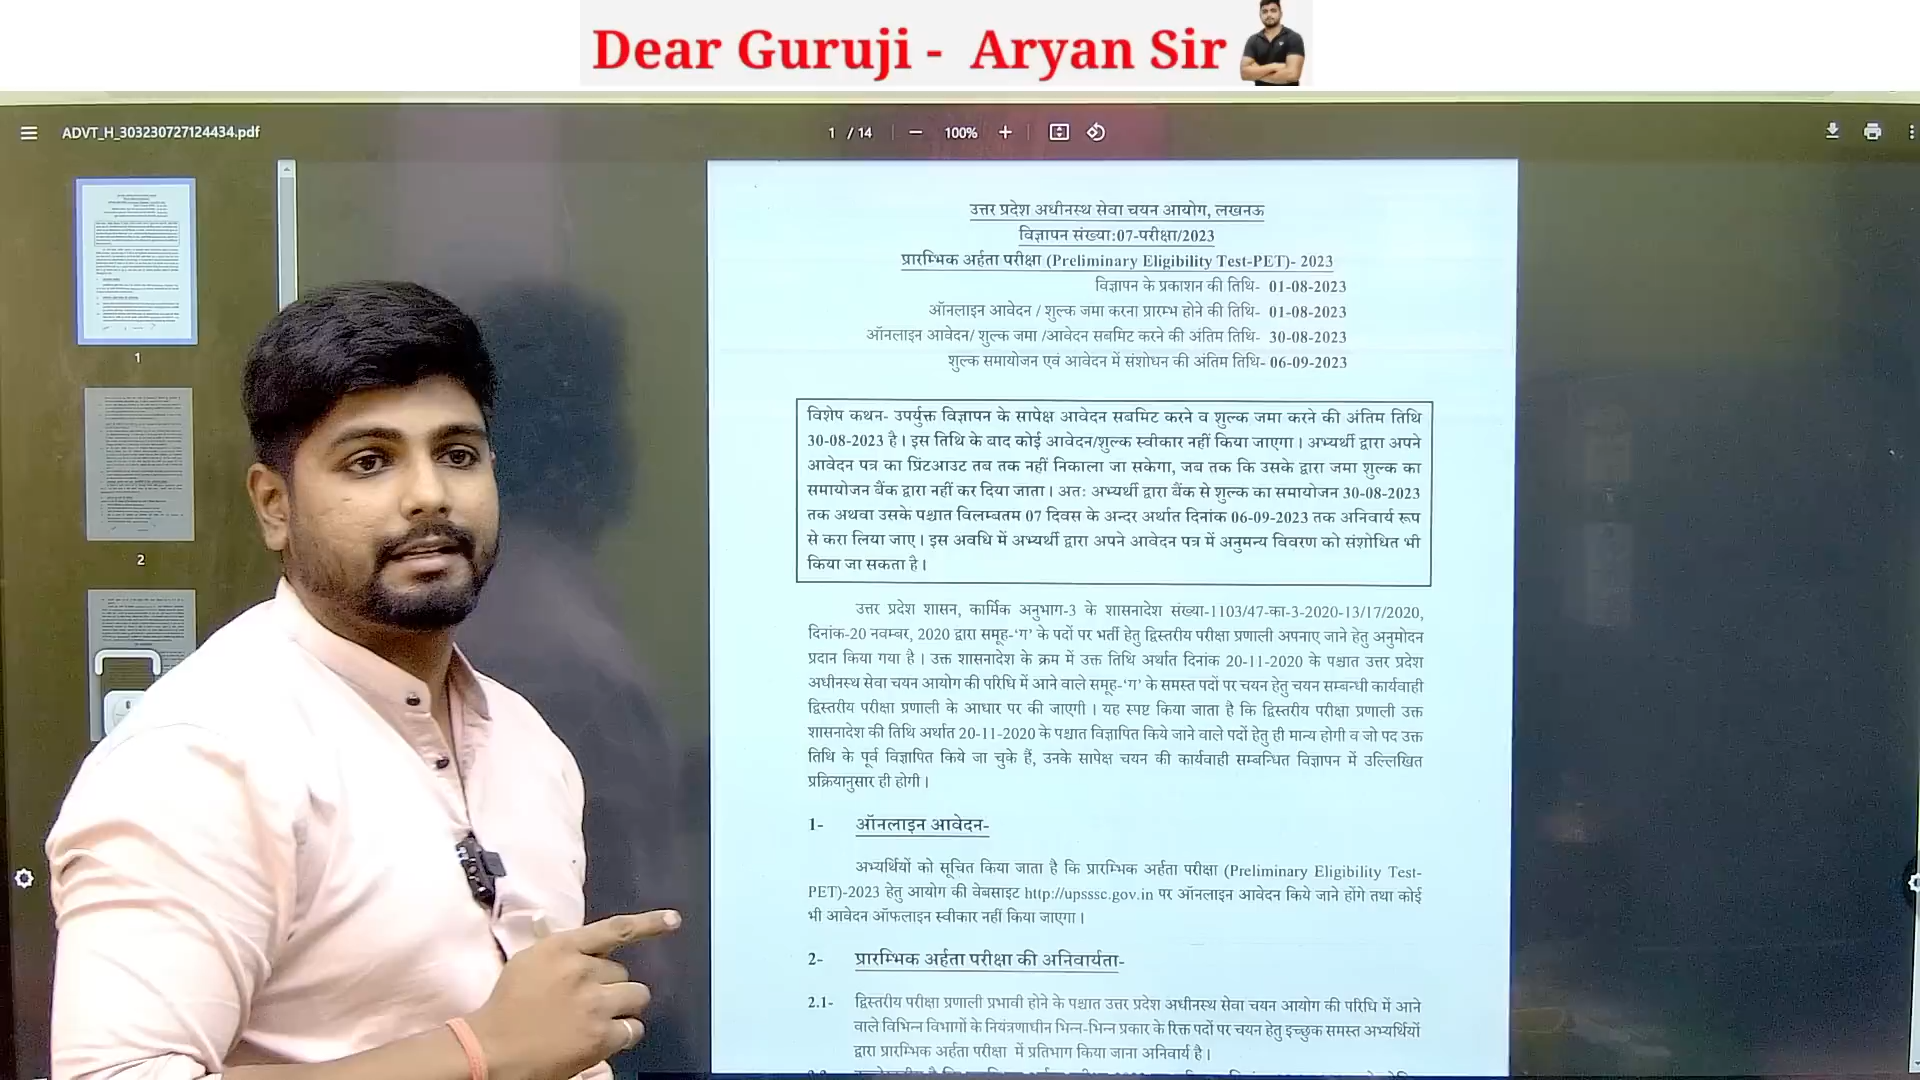 Dear Guruji - Aryan Sir
ADVT_H_303230727124434.pdf
1 / 14
100%
1
2
उत्तर प्रदेश अधीनस्थ सेवा चयन आयोग, लखनऊ
विज्ञापन संख्या:07-परीक्षा/2023
प्रारम्भिक अर्हता परीक्षा (Preliminary Eligibility Test-PET)- 2023
विज्ञापन के प्रकाशन की तिथि- 01-08-2023
ऑनलाइन आवेदन / शुल्क जमा करना प्रारम्भ होने की तिथि- 01-08-2023
ऑनलाइन आवेदन/ शुल्क जमा /आवेदन सबमिट करने की अंतिम तिथि- 30-08-2023
शुल्क समायोजन एवं आवेदन में संशोधन की अंतिम तिथि- 06-09-2023
विशेष कथन- उपर्युक्त विज्ञापन के सापेक्ष आवेदन सबमिट करने व शुल्क जमा करने की अंतिम तिथि
30-08-2023 है। इस तिथि के बाद कोई आवेदन/शुल्क स्वीकार नहीं किया जाएगा। अभ्यर्थी द्वारा अपने
आवेदन पत्र का प्रिंटआउट तब तक नहीं निकाला जा सकेगा, जब तक कि उसके द्वारा जमा शुल्क का
समायोजन बैंक द्वारा नहीं कर दिया जाता। अतः अभ्यर्थी द्वारा बैंक से शुल्क का समायोजन 30-08-2023
तक अथवा उसके पश्चात विलम्बतम 07 दिवस के अन्दर अर्थात दिनांक 06-09-2023 तक अनिवार्य रूप
से करा लिया जाए। इस अवधि में अभ्यर्थी द्वारा अपने आवेदन पत्र में अनुमन्य विवरण को संशोधित भी
किया जा सकता है।
उत्तर प्रदेश शासन, कार्मिक अनुभाग-3 के शासनादेश संख्या-1103/47-का-3-2020-13/17/2020,
दिनांक-20 नवम्बर, 2020 द्वारा समूह-‘ग’ के पदों पर भर्ती हेतु द्विस्तरीय परीक्षा प्रणाली अपनाए जाने हेतु अनुमोदन
प्रदान किया गया है। उक्त शासनादेश के क्रम में उक्त तिथि अर्थात दिनांक 20-11-2020 के पश्चात उत्तर प्रदेश
अधीनस्थ सेवा चयन आयोग की परिधि में आने वाले समूह-‘ग’ के समस्त पदों पर चयन हेतु चयन सम्बन्धी कार्यवाही
द्विस्तरीय परीक्षा प्रणाली के आधार पर की जाएगी। यह स्पष्ट किया जाता है कि द्विस्तरीय परीक्षा प्रणाली उक्त
शासनादेश की तिथि अर्थात 20-11-2020 के पश्चात विज्ञापित किये जाने वाले पदों हेतु ही मान्य होगी व जो पद उक्त
तिथि के पूर्व विज्ञापित किये जा चुके हैं, उनके सापेक्ष चयन की कार्यवाही सम्बन्धित विज्ञापन में उल्लिखित
प्रक्रियानुसार ही होगी।
1- ऑनलाइन आवेदन-
अभ्यर्थियों को सूचित किया जाता है कि प्रारम्भिक अर्हता परीक्षा (Preliminary Eligibility Test-
PET)-2023 हेतु आयोग की वेबसाइट http://upsssc.gov.in पर ऑनलाइन आवेदन किये जाने होंगे तथा कोई
भी आवेदन ऑफलाइन स्वीकार नहीं किया जाएगा।
2- प्रारम्भिक अर्हता परीक्षा की अनिवार्यता-
2.1- द्विस्तरीय परीक्षा प्रणाली प्रभावी होने के पश्चात उत्तर प्रदेश अधीनस्थ सेवा चयन आयोग की परिधि में आने
वाले विभिन्न विभागों के नियंत्रणाधीन भिन्न-भिन्न प्रकार के रिक्त पदों पर चयन हेतु इच्छुक समस्त अभ्यर्थियों
द्वारा प्रारम्भिक अर्हता परीक्षा में प्रतिभाग किया जाना अनिवार्य है।